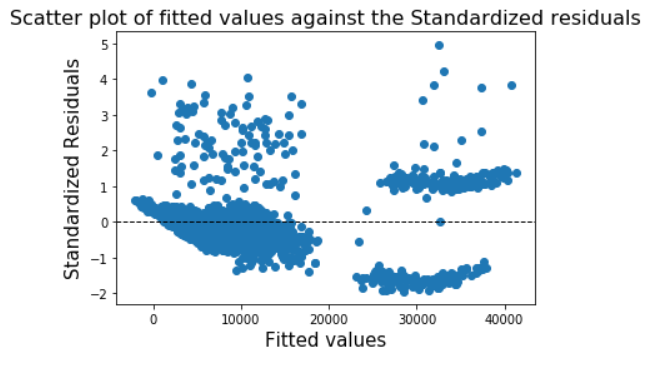 Scatter plot of fitted values against the Standardized residuals
Standardized Residuals
5
4
3
2
1
0
−1
−2
0 10000 20000 30000 40000
Fitted values